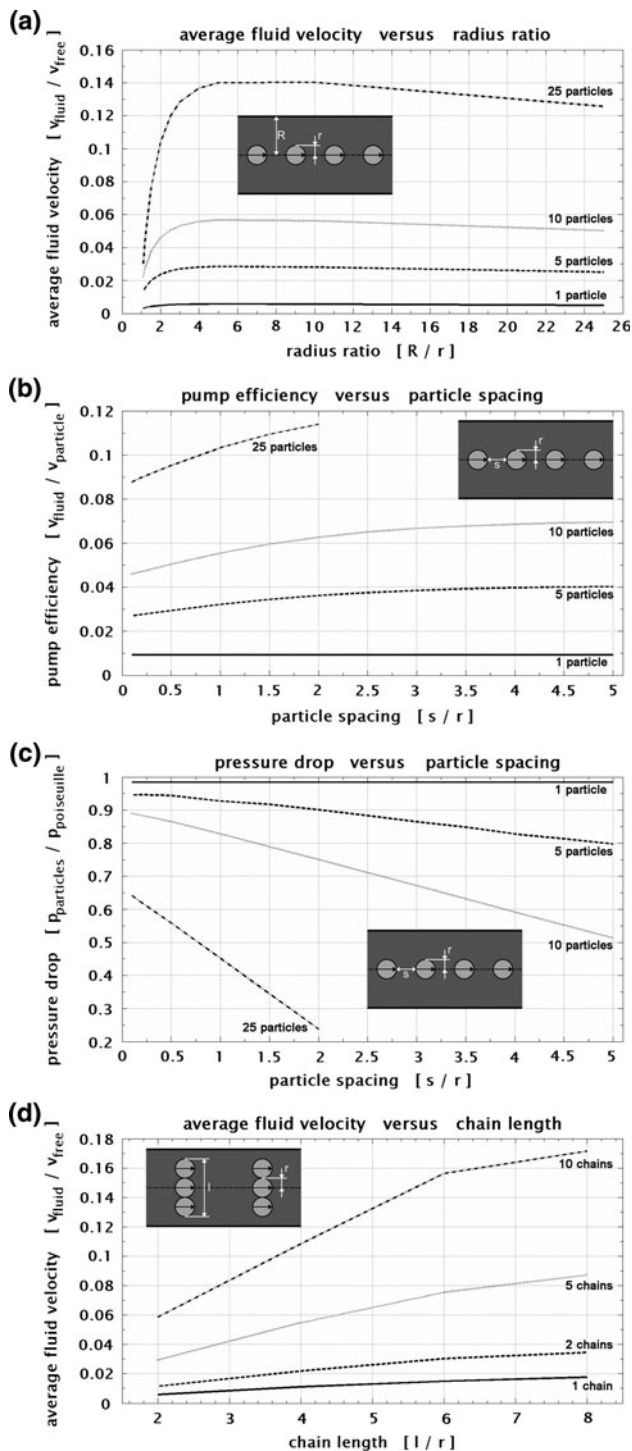 (a)
average fluid velocity versus radius ratio
average fluid velocity [ v_fluid / v_free ]
0.16
0.14
0.12
0.1
0.08
0.06
0.04
0.02
0
25 particles
10 particles
5 particles
1 particle
R
r
0 2 4 6 8 10 12 14 16 18 20 22 24 26
radius ratio [ R / r ]
(b)
pump efficiency versus particle spacing
pump efficiency [ v_fluid / v_particle ]
0.12
0.1
0.08
0.06
0.04
0.02
0
25 particles
10 particles
5 particles
1 particle
r
s
0.5 1 1.5 2 2.5 3 3.5 4 4.5 5
particle spacing [ s / r ]
(c)
pressure drop versus particle spacing
pressure drop [ p_particles / p_poiseuille ]
1
0.9
0.8
0.7
0.6
0.5
0.4
0.3
0.2
1 particle
5 particles
10 particles
25 particles
r
s
0.5 1 1.5 2 2.5 3 3.5 4 4.5 5
particle spacing [ s / r ]
(d)
average fluid velocity versus chain length
average fluid velocity [ v_fluid / v_free ]
0.18
0.16
0.14
0.12
0.1
0.08
0.06
0.04
0.02
0
10 chains
5 chains
2 chains
1 chain
l
r
2 3 4 5 6 7 8
chain length [ l / r ]